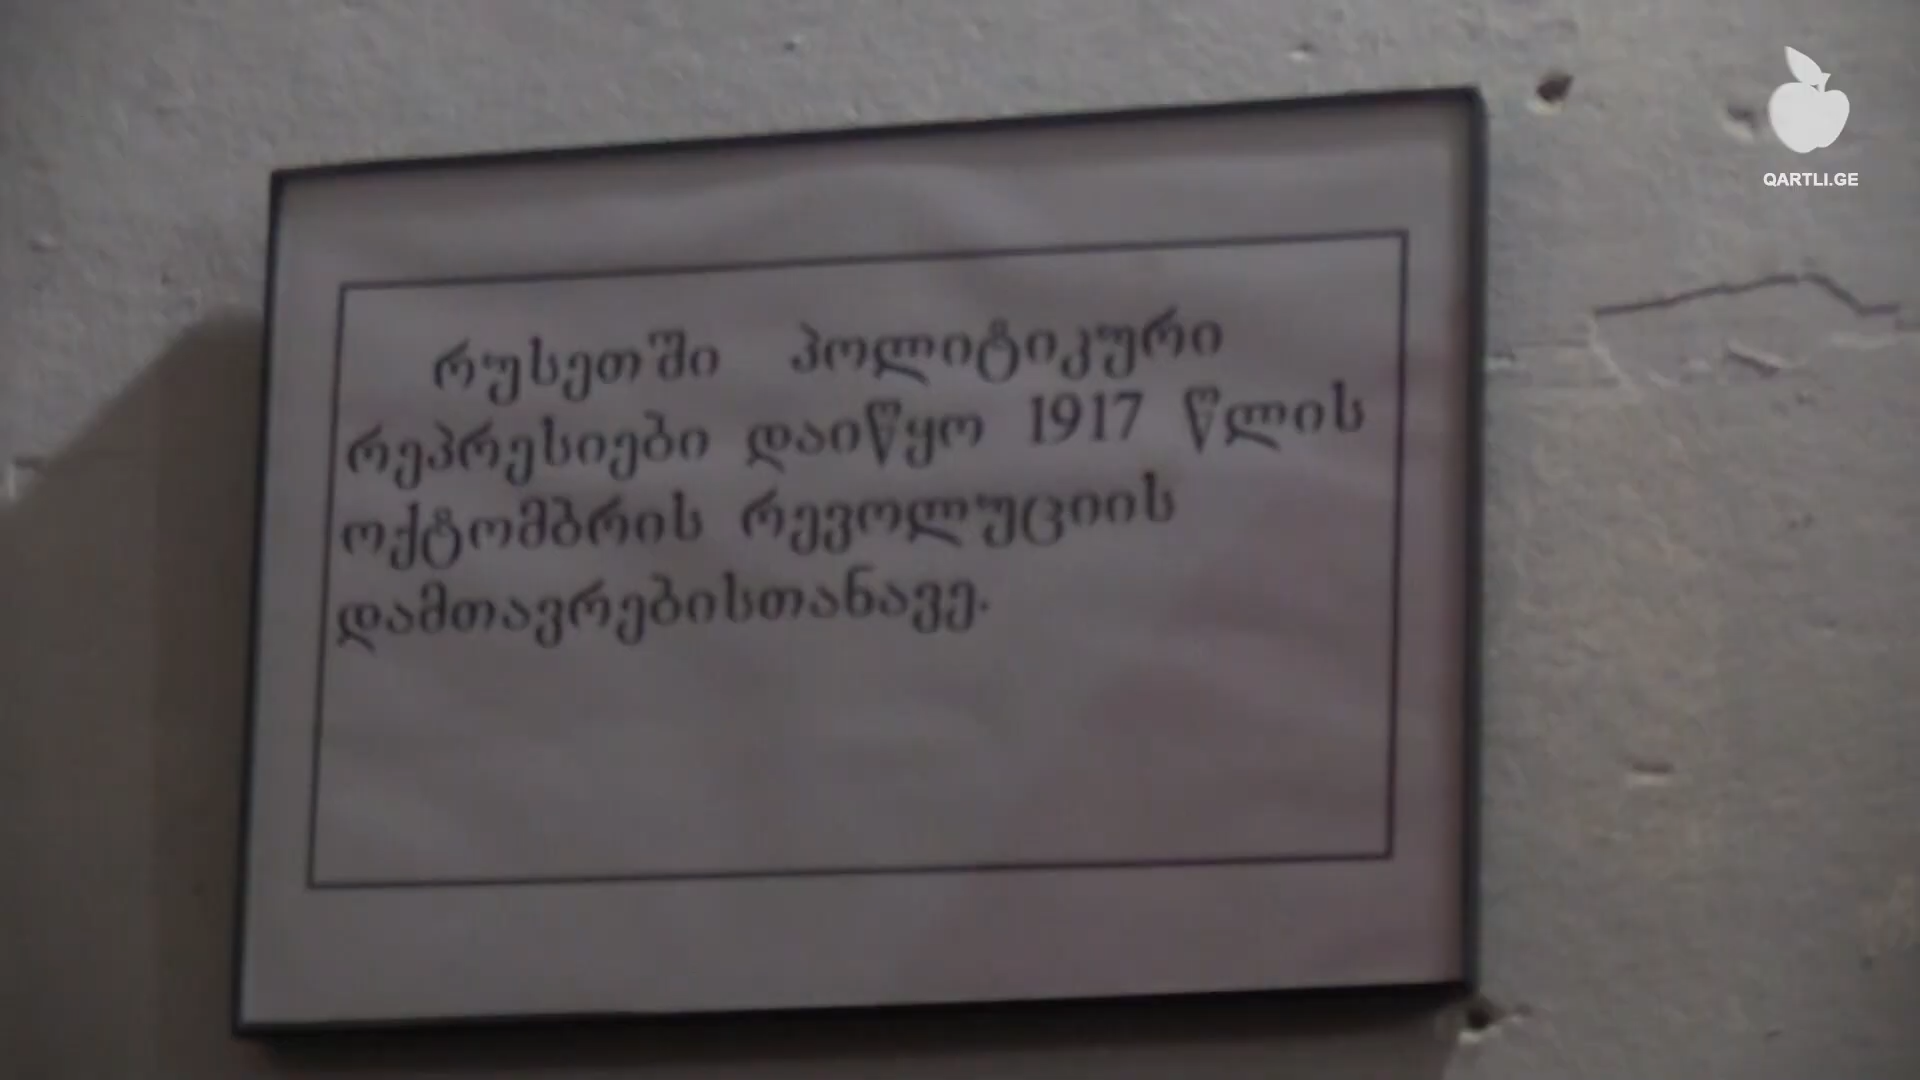 QARTLI.GE
რუსეთში პოლიტიკური
რეპრესიები დაიწყო 1917 წლის
ოქტომბრის რევოლუციის
დამთავრებისთანავე.